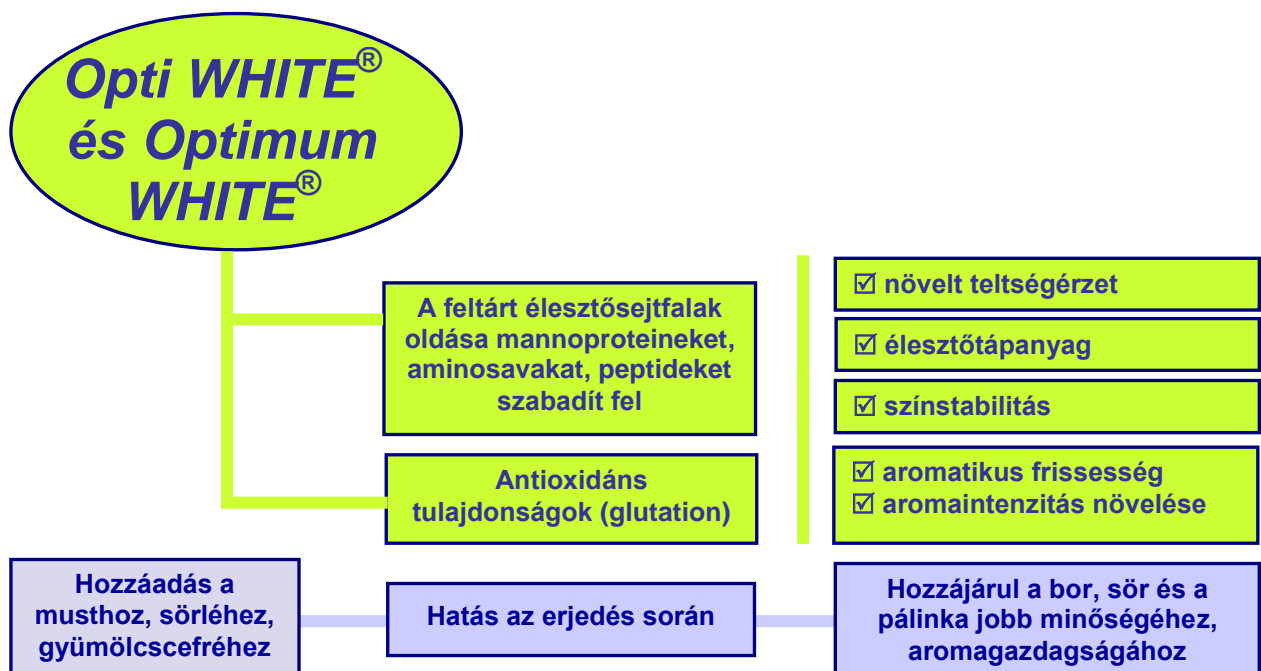 Opti WHITE®
és Optimum
WHITE®
A feltárt élesztősejtfalak
oldása mannoproteineket,
aminosavakat, peptideket
szabadít fel
Antioxidáns
tulajdonságok (glutation)
☑ növelt teltségérzet
☑ élesztőtápanyag
☑ színstabilitás
☑ aromatikus frissesség
☑ aromaintenzitás növelése
Hozzáadás a
musthoz, sörléhez,
gyümölcscefréhez
Hatás az erjedés során
Hozzájárul a bor, sör és a
pálinka jobb minőségéhez,
aromagazdagságához